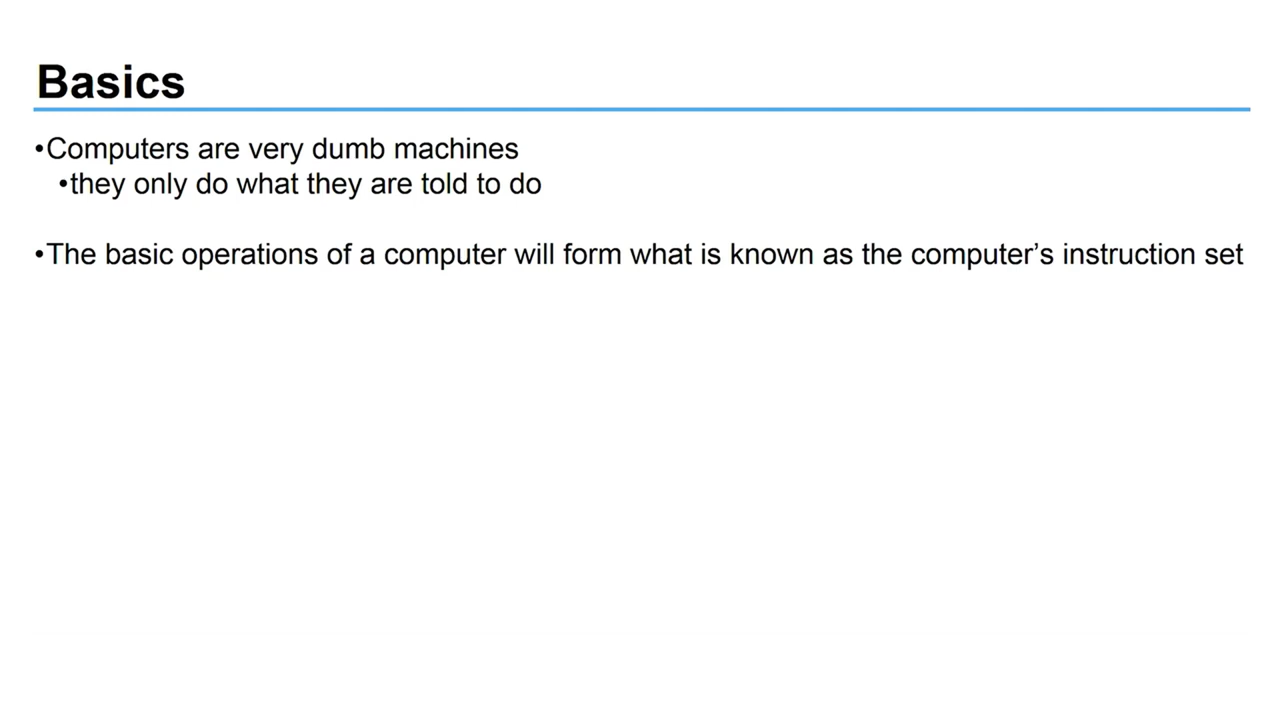 Basics
•Computers are very dumb machines
•they only do what they are told to do
•The basic operations of a computer will form what is known as the computer’s instruction set